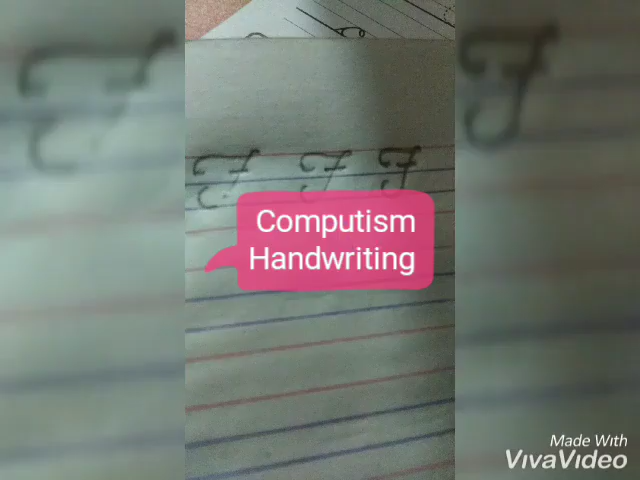 F F F
Computism
Handwriting
Made With
VivaVideo